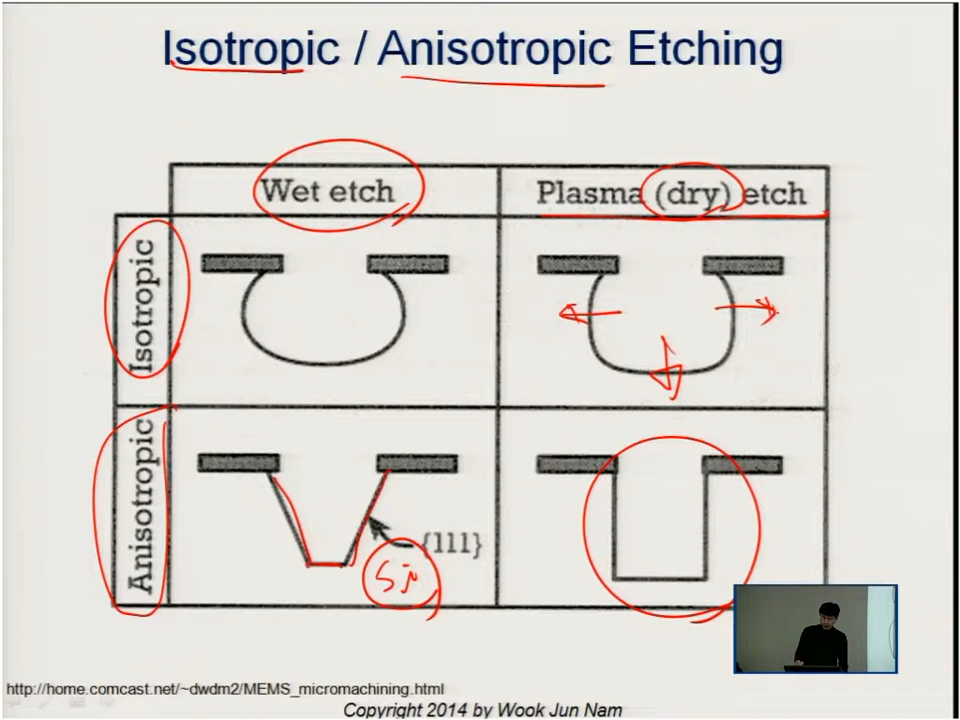 Isotropic / Anisotropic Etching
Wet etch
Plasma (dry) etch
Isotropic
Anisotropic
{111}
Si
http://home.comcast.net/~dwdm2/MEMS_micromachining.html
Copyright 2014 by Wook Jun Nam